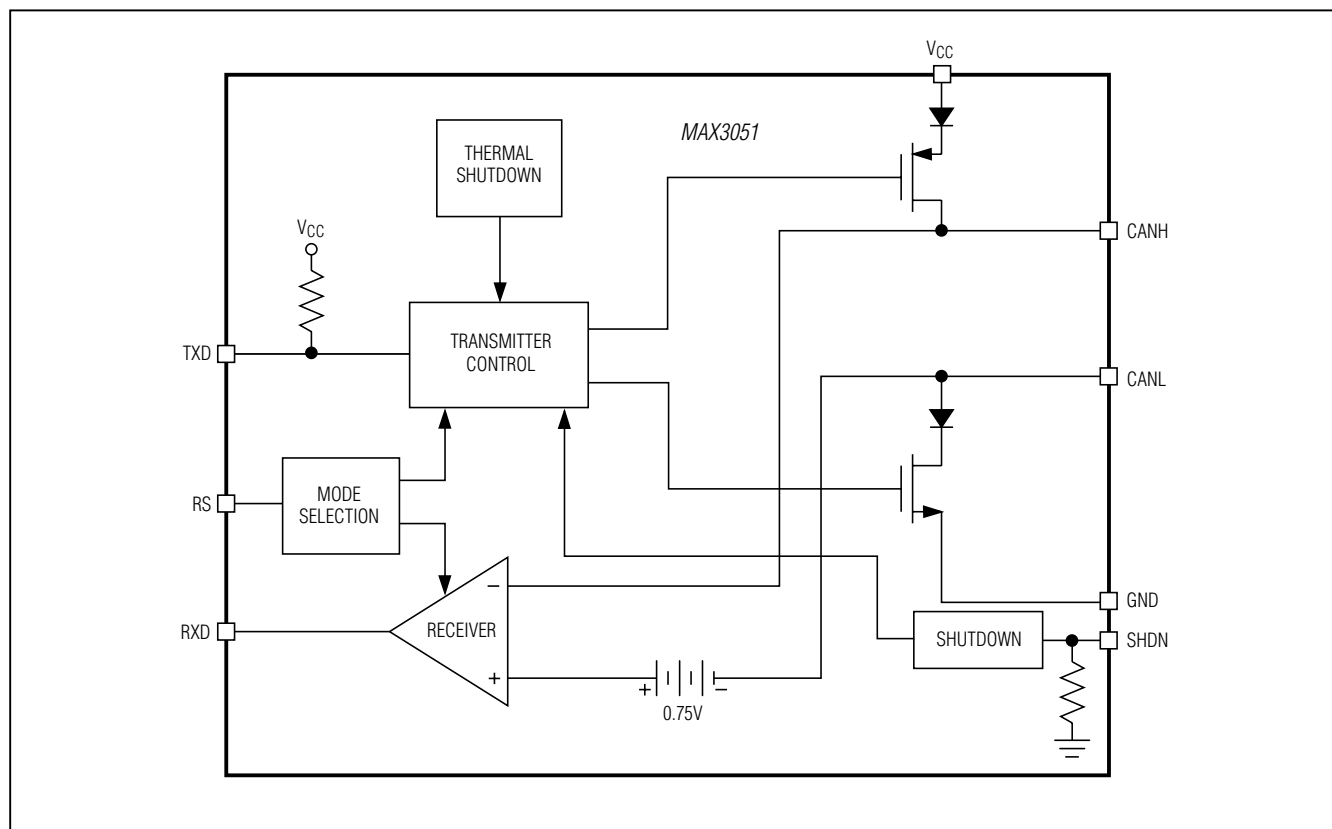 VCC
MAX3051
THERMAL
SHUTDOWN
VCC
CANH
TRANSMITTER
CONTROL
TXD
CANL
MODE
SELECTION
RS
−
GND
RXD
RECEIVER
SHUTDOWN
SHDN
+
+
−
0.75V